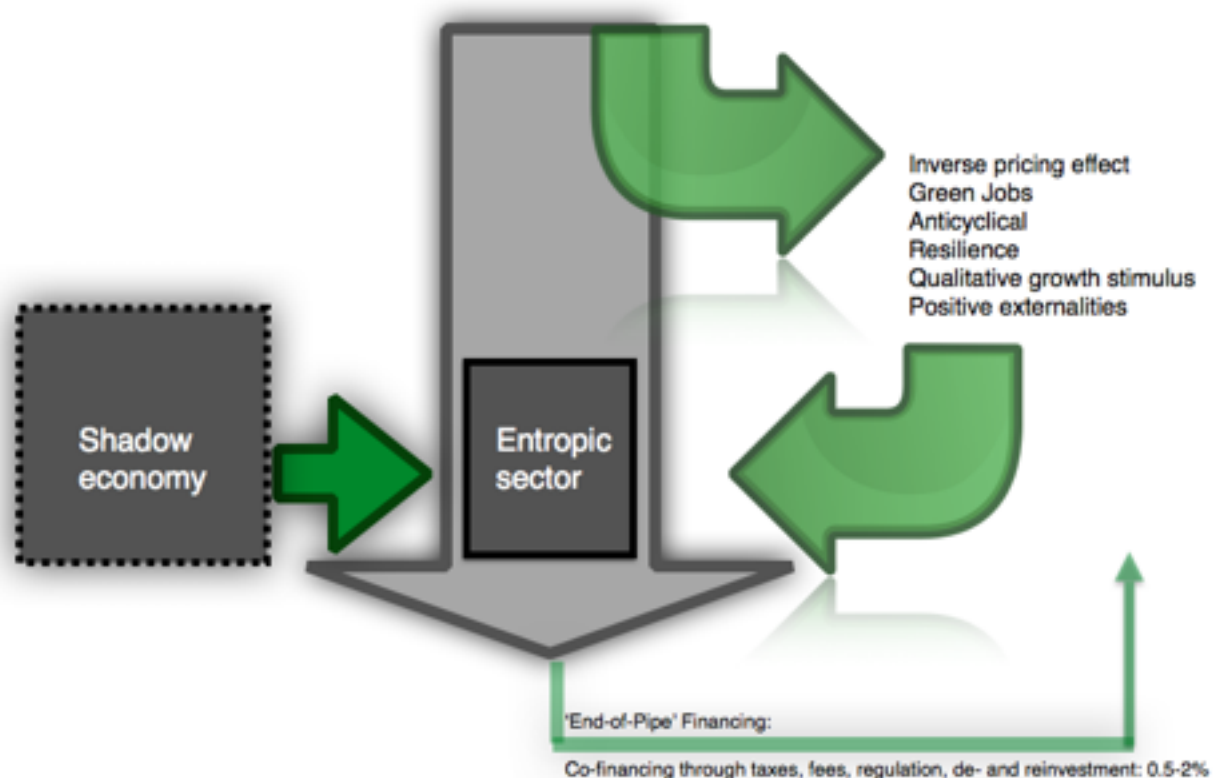 Inverse pricing effect
Green Jobs
Anticyclical
Resilience
Qualitative growth stimulus
Positive externalities
Shadow
economy
Entropic
sector
'End-of-Pipe' Financing:
Co-financing through taxes, fees, regulation, de- and reinvestment: 0.5-2%